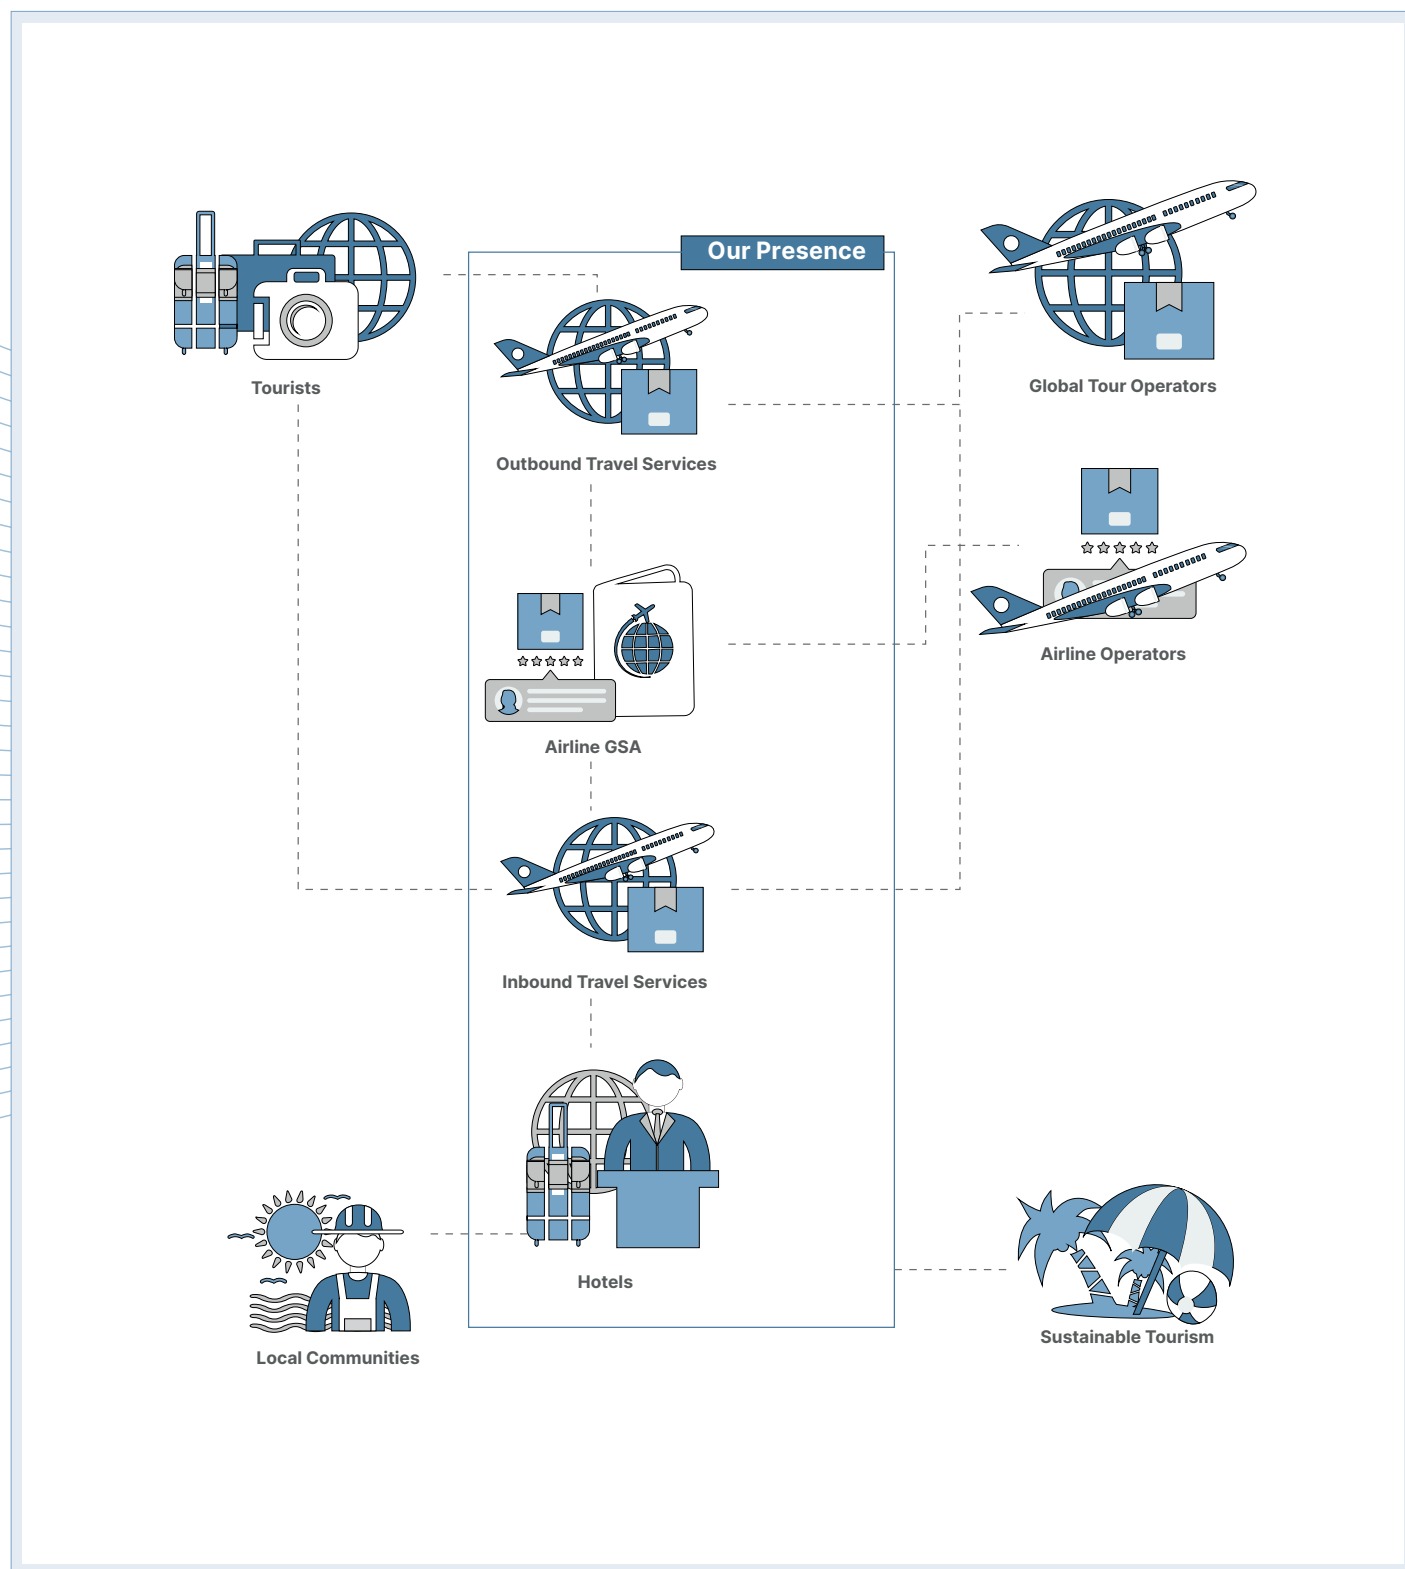 Our Presence
Tourists
Global Tour Operators
Outbound Travel Services
Airline Operators
Airline GSA
Inbound Travel Services
Hotels
Sustainable Tourism
Local Communities